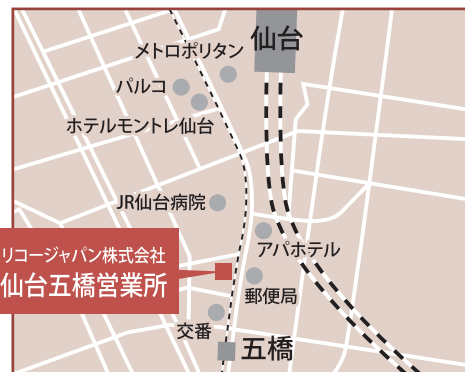 仙台
メトロポリタン
パルコ
ホテルモントレ仙台
JR仙台病院
リコージャパン株式会社
仙台五橋営業所
アパホテル
郵便局
交番
五橋